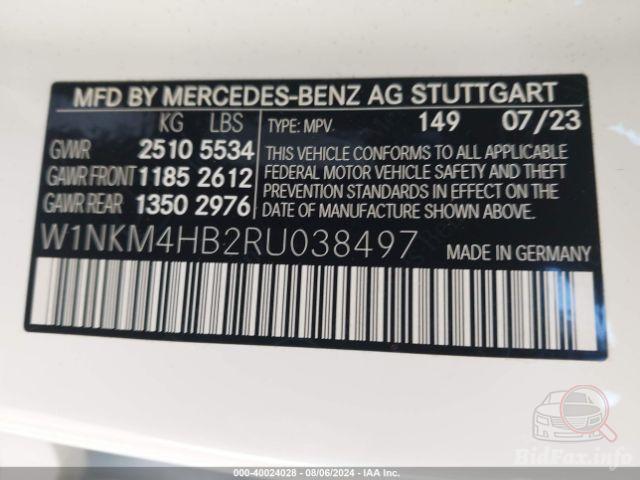 MFD BY MERCEDES-BENZ AG STUTTGART
KG LBS TYPE: MPV 149 07/23
GVWR 2510 5534
GAWR FRONT 1185 2612
GAWR REAR 1350 2976
THIS VEHICLE CONFORMS TO ALL APPLICABLE
FEDERAL MOTOR VEHICLE SAFETY AND THEFT
PREVENTION STANDARDS IN EFFECT ON THE
DATE OF MANUFACTURE SHOWN ABOVE.
W1NKM4HB2RU038497 MADE IN GERMANY
BidFax.info
000-40024028 - 08/06/2024 - IAA Inc.